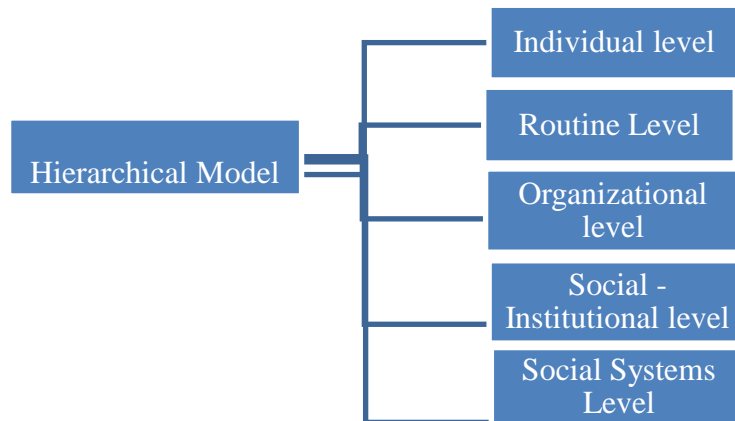 Hierarchical Model
Individual level
Routine Level
Organizational
level
Social -
Institutional level
Social Systems
Level